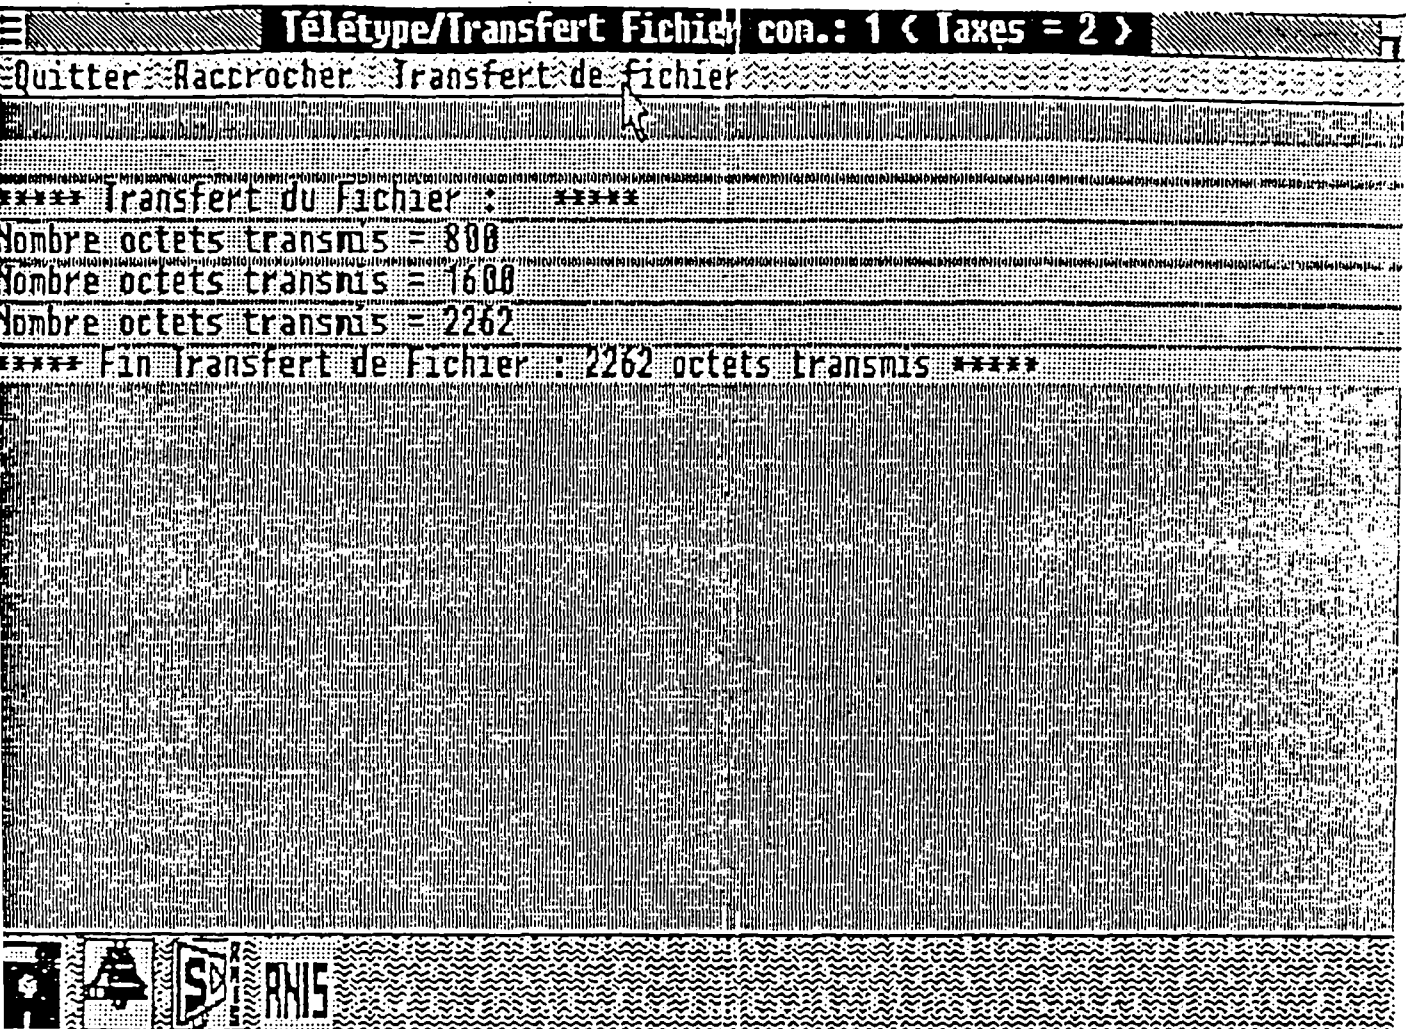 Télétype/Transfert Fichier con.: 1 < Taxes = 2 >
Quitter Raccrocher Transfert de fichier
***** Transfert du Fichier : *****
Nombre octets transmis = 800
Nombre octets transmis = 1600
Nombre octets transmis = 2262
***** Fin Transfert de Fichier : 2262 octets transmis *****
ANIS